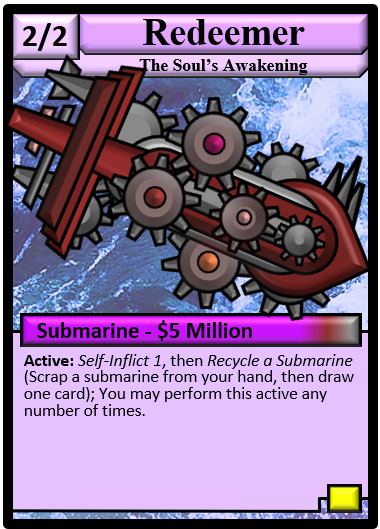 2/2
Redeemer
The Soul's Awakening
Submarine - $5 Million
Active: Self-Inflict 1, then Recycle a Submarine
(Scrap a submarine from your hand, then draw
one card); You may perform this active any
number of times.